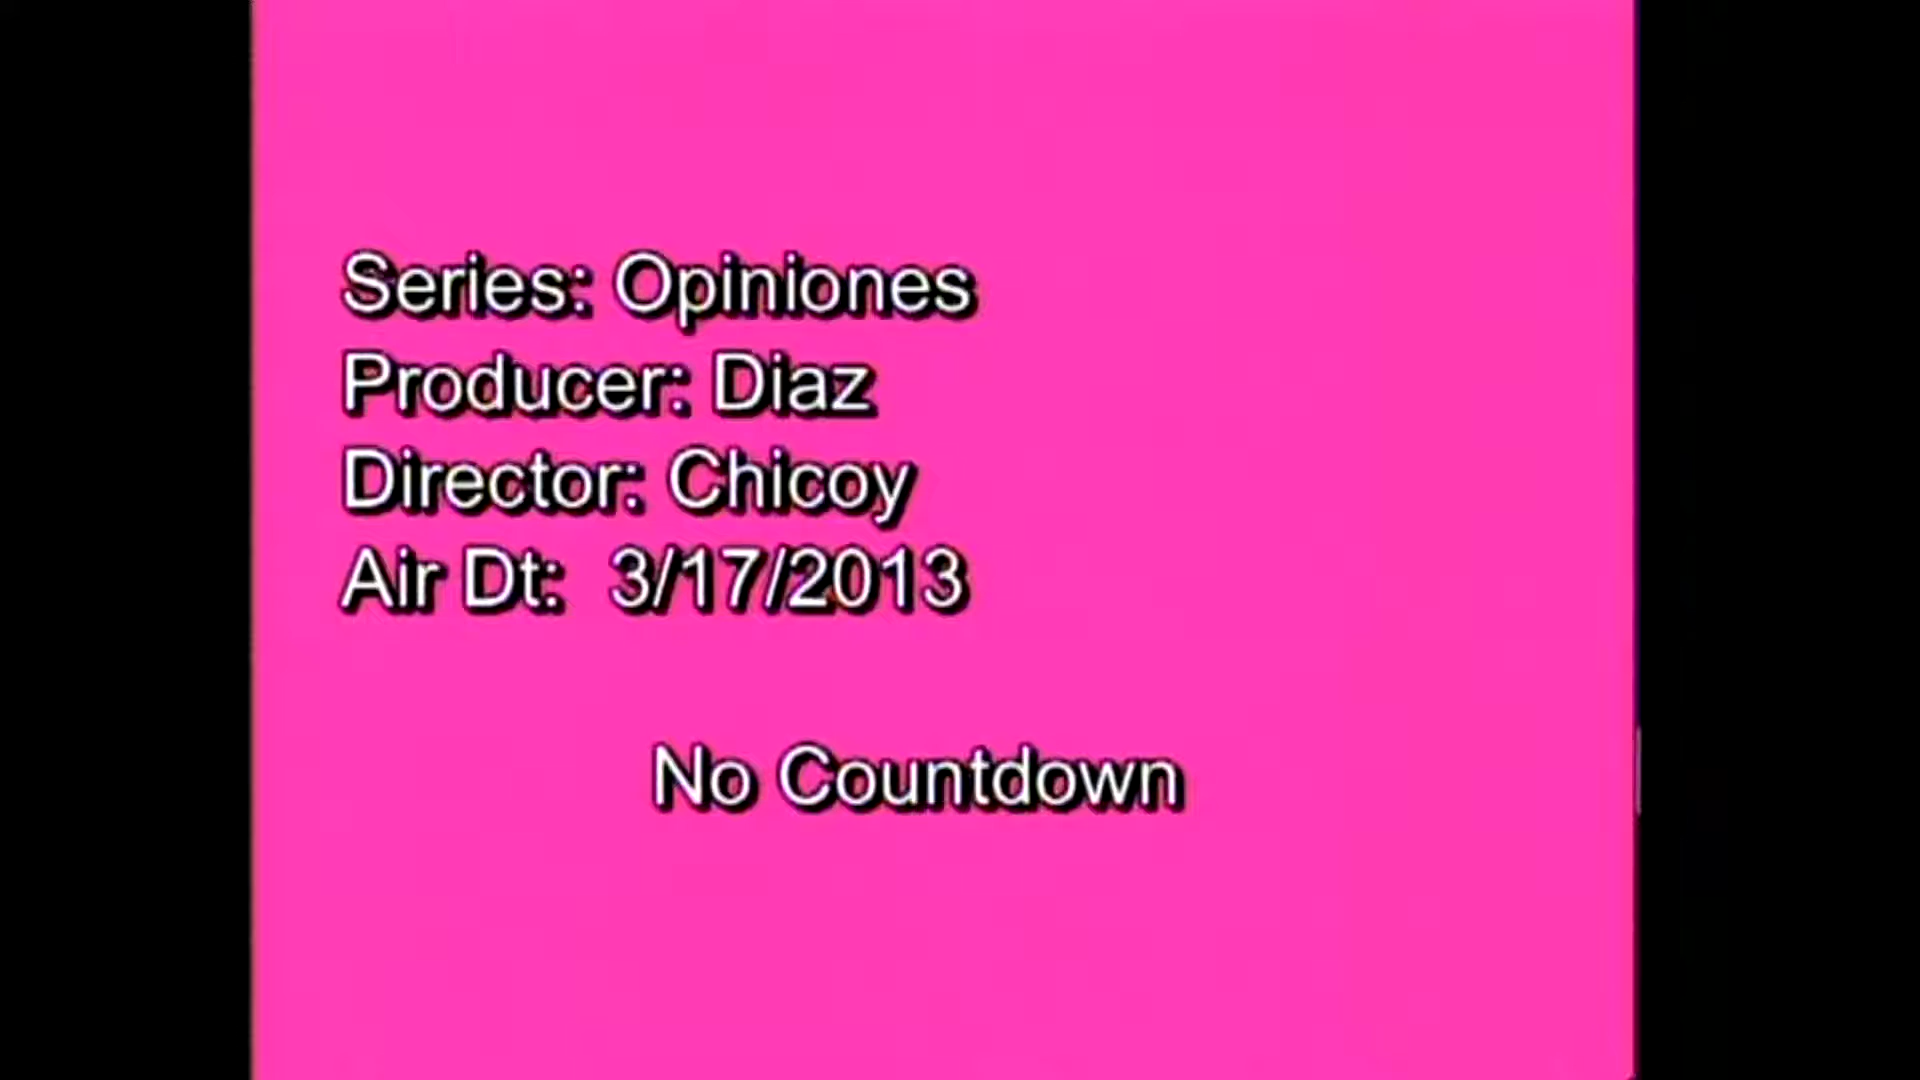 Series: Opiniones
Producer: Diaz
Director: Chicoy
Air Dt:  3/17/2013
No Countdown